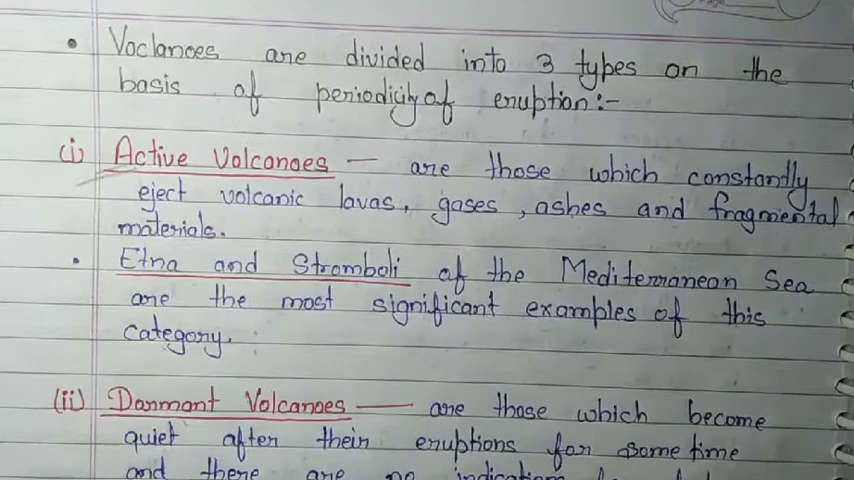 • Voclanoes are divided into 3 types on the
basis of periodicity of eruption:-
(i) Active Volcanoes — are those which constantly
eject volcanic lavas, gases, ashes and fragmental
materials.
• Etna and Stromboli of the Mediterranean Sea
are the most significant examples of this
category.
(ii) Dormant Volcanoes — are those which become
quiet after their eruptions for some time
and there are no indications